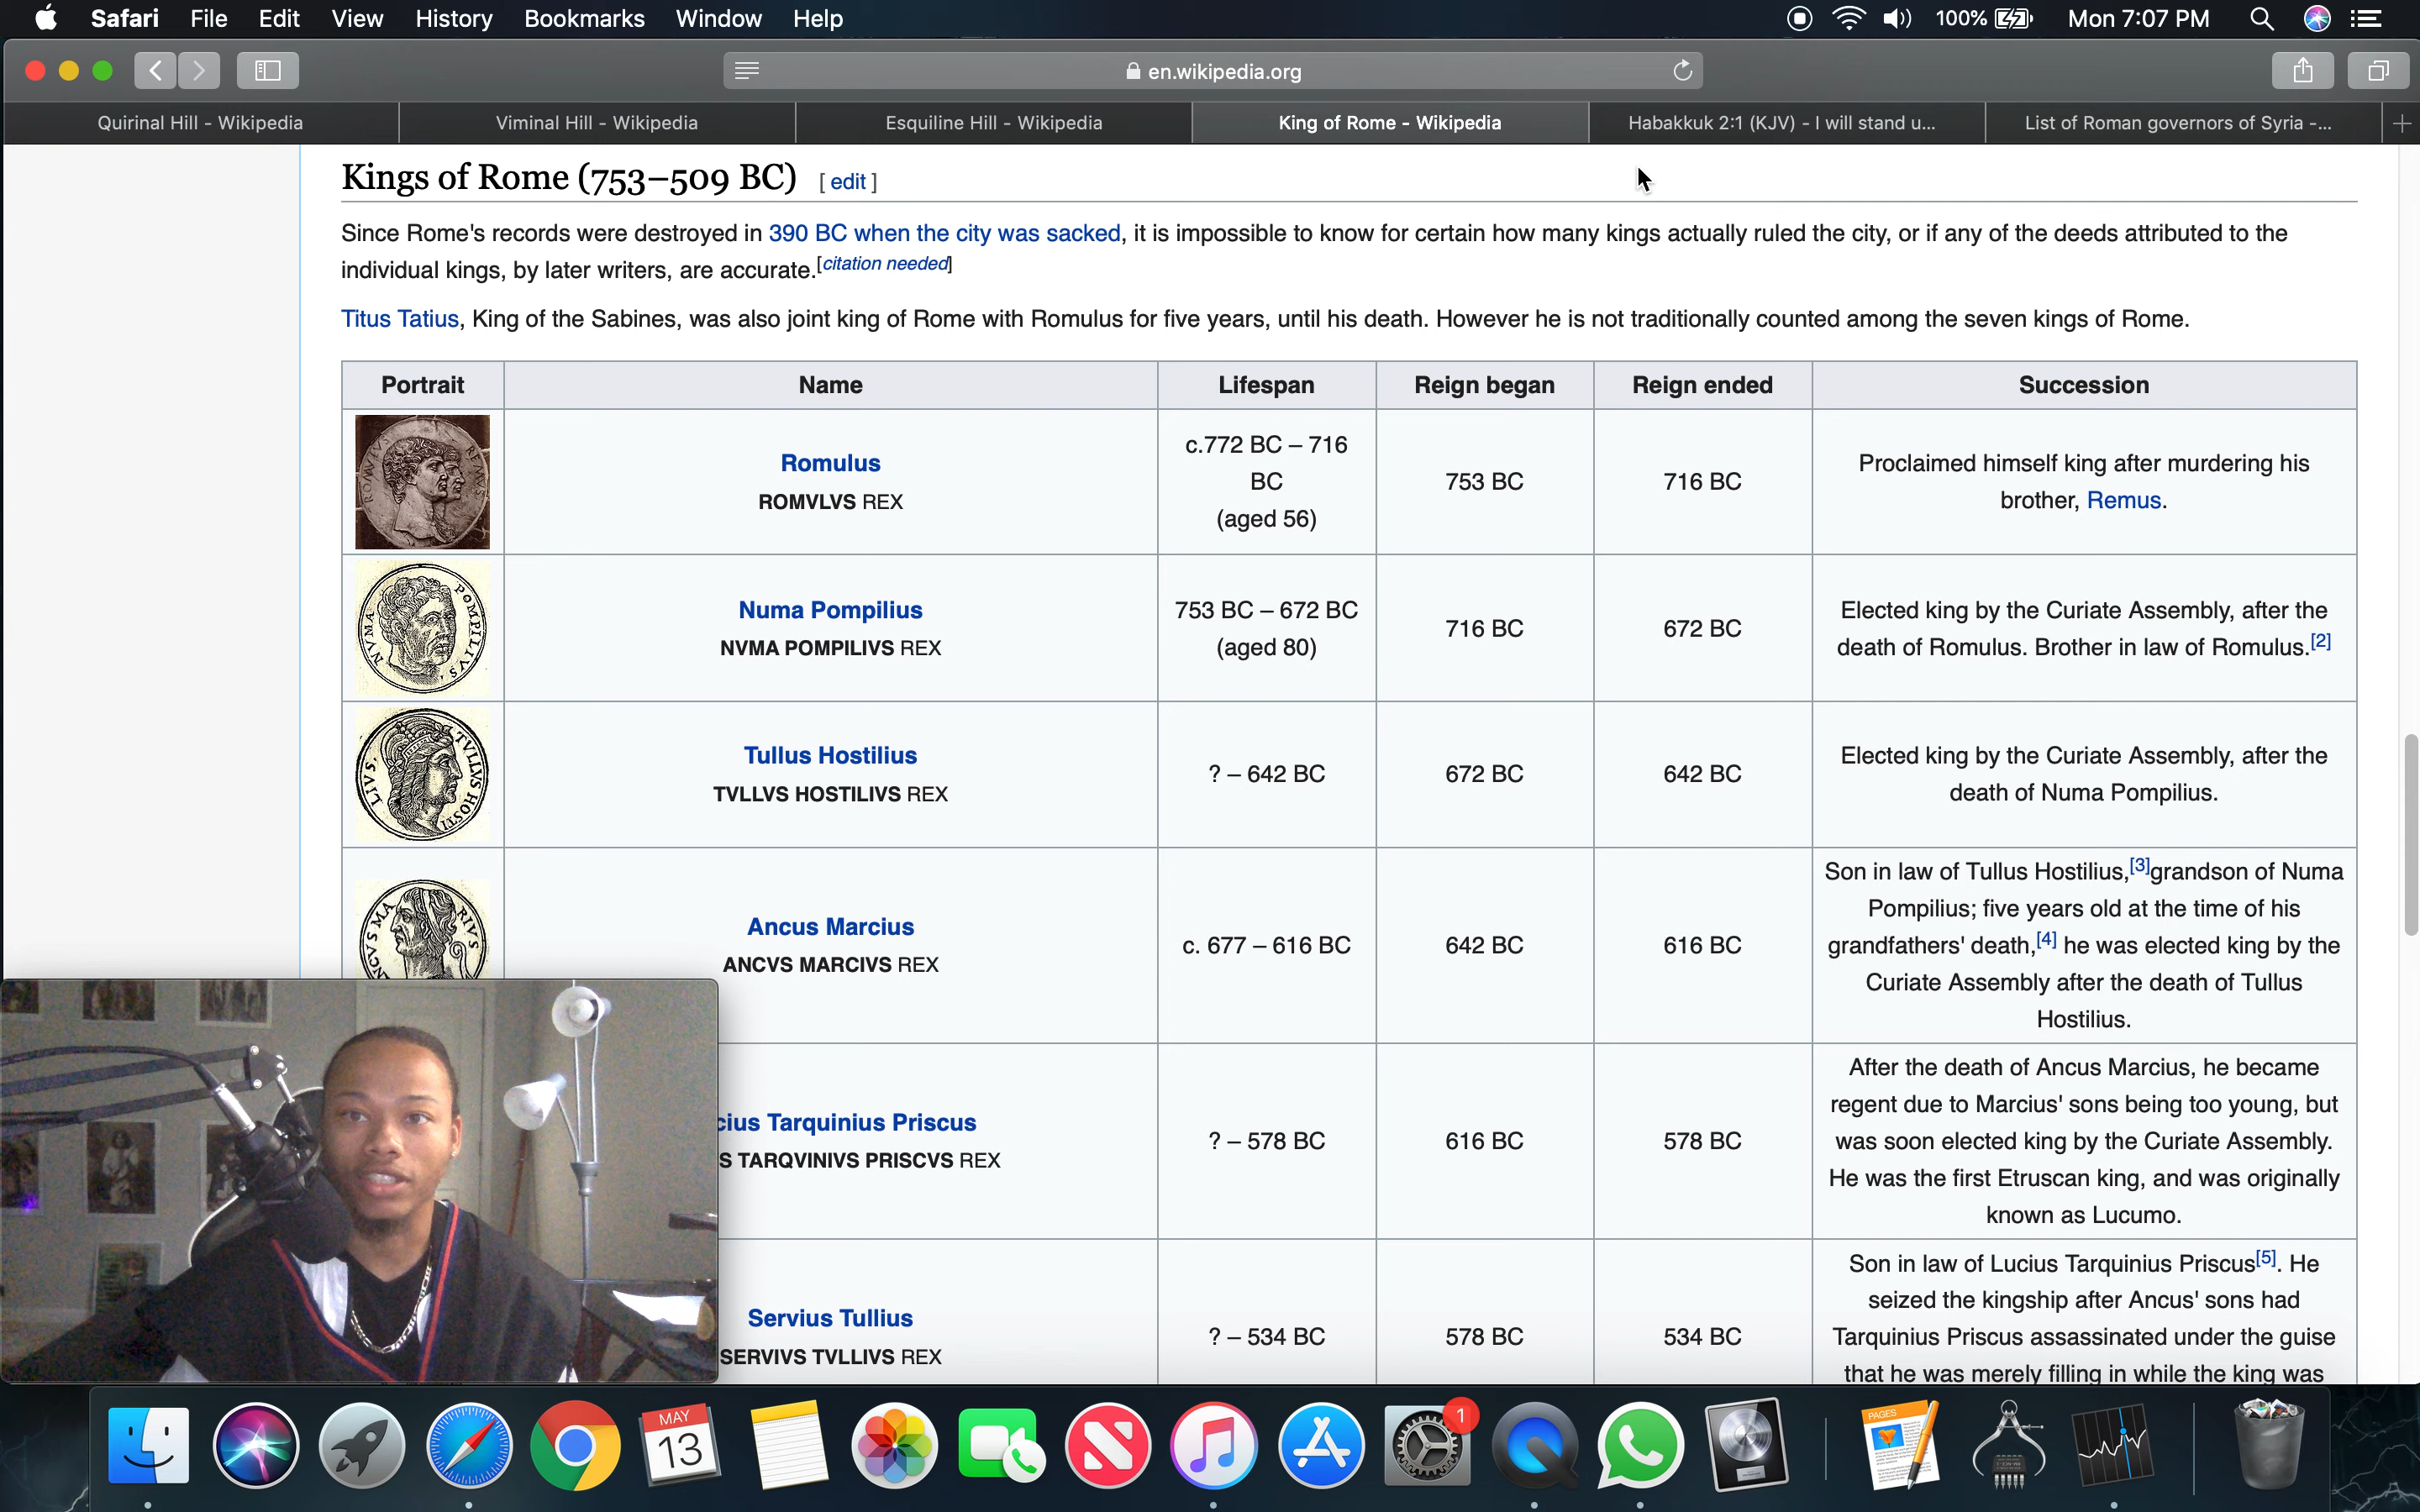 Safari File Edit View History Bookmarks Window Help 100% Mon 7:07 PM
en.wikipedia.org
Quirinal Hill - Wikipedia Viminal Hill - Wikipedia Esquiline Hill - Wikipedia King of Rome - Wikipedia Habakkuk 2:1 (KJV) - I will stand u... List of Roman governors of Syria -...
Kings of Rome (753–509 BC) [ edit ]
Since Rome's records were destroyed in 390 BC when the city was sacked, it is impossible to know for certain how many kings actually ruled the city, or if any of the deeds attributed to the
individual kings, by later writers, are accurate.[citation needed]
Titus Tatius, King of the Sabines, was also joint king of Rome with Romulus for five years, until his death. However he is not traditionally counted among the seven kings of Rome.
Portrait Name Lifespan Reign began Reign ended Succession
ROMVLVS REMVS
Romulus
ROMVLVS REX
c.772 BC – 716
BC
(aged 56)
753 BC
716 BC
Proclaimed himself king after murdering his
brother, Remus.
NVMA POMPILIVS
Numa Pompilius
NVMA POMPILIVS REX
753 BC – 672 BC
(aged 80)
716 BC
672 BC
Elected king by the Curiate Assembly, after the
death of Romulus. Brother in law of Romulus.[2]
TVLLVS HOSTI LIVS.
Tullus Hostilius
TVLLVS HOSTILIVS REX
? – 642 BC
672 BC
642 BC
Elected king by the Curiate Assembly, after the
death of Numa Pompilius.
NCVS MA RIVS
Ancus Marcius
ANCVS MARCIVS REX
c. 677 – 616 BC
642 BC
616 BC
Son in law of Tullus Hostilius,[3]grandson of Numa
Pompilius; five years old at the time of his
grandfathers' death,[4] he was elected king by the
Curiate Assembly after the death of Tullus
Hostilius.
cius Tarquinius Priscus
S TARQVINIVS PRISCVS REX
? – 578 BC
616 BC
578 BC
After the death of Ancus Marcius, he became
regent due to Marcius' sons being too young, but
was soon elected king by the Curiate Assembly.
He was the first Etruscan king, and was originally
known as Lucumo.
Servius Tullius
SERVIVS TVLLIVS REX
? – 534 BC
578 BC
534 BC
Son in law of Lucius Tarquinius Priscus[5]. He
seized the kingship after Ancus' sons had
Tarquinius Priscus assassinated under the guise
that he was merely filling in while the king was
MAY
13
1
PAGES